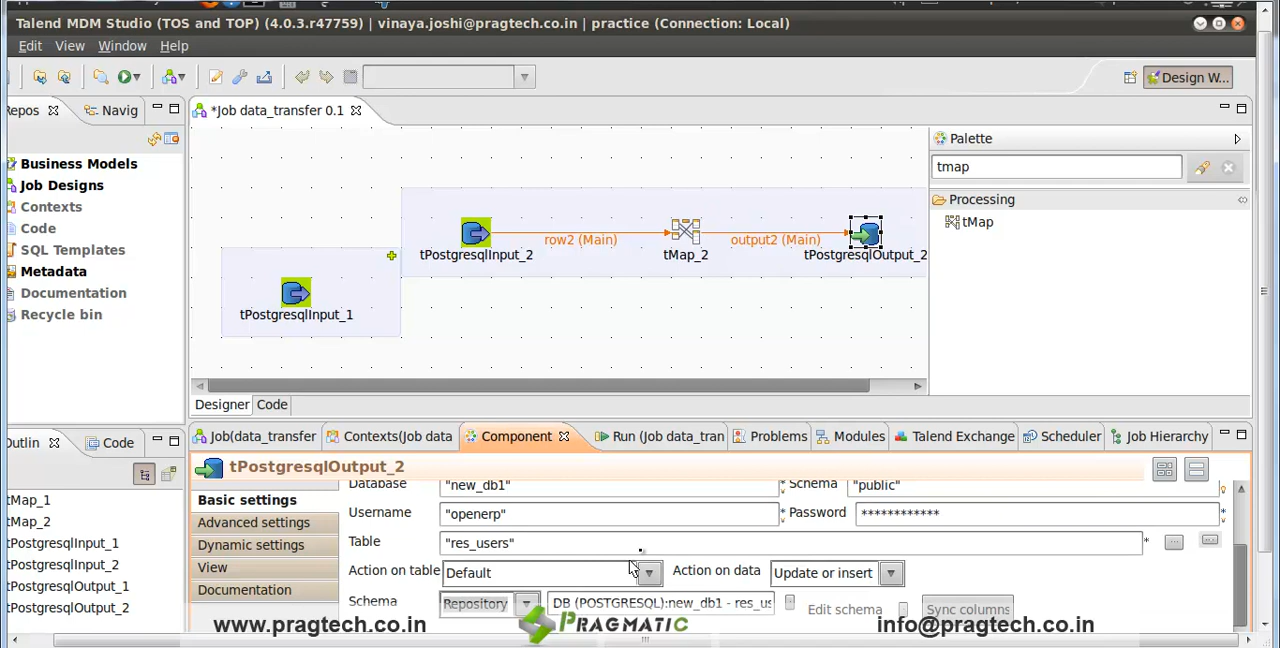 Talend MDM Studio (TOS and TOP) (4.0.3.r47759) | vinaya.joshi@pragtech.co.in | practice (Connection: Local)
Edit View Window Help
Design W...
epos Navig
*Job data_transfer 0.1
Palette
tmap
Business Models
Job Designs
Contexts
Code
SQL Templates
Metadata
Documentation
Recycle bin
Processing
tMap
row2 (Main)
output2 (Main)
tPostgresqlInput_2
tMap_2
tPostgresqlOutput_2
tPostgresqlInput_1
Designer Code
Outlin Code
Job(data_transfer Contexts(Job data Component Run (Job data_tran Problems Modules Talend Exchange Scheduler Job Hierarchy
tPostgresqlOutput_2
tMap_1
tMap_2
tPostgresqlInput_1
tPostgresqlInput_2
tPostgresqlOutput_1
tPostgresqlOutput_2
Basic settings
Advanced settings
Dynamic settings
View
Documentation
Database "new_db1" * Schema "public"
Username "openerp" * Password ************ *
Table "res_users" * ...
Action on table Default Action on data Update or insert
Schema Repository DB (POSTGRESQL):new_db1 - res_us Edit schema Sync columns
www.pragtech.co.in PRAGMATIC info@pragtech.co.in